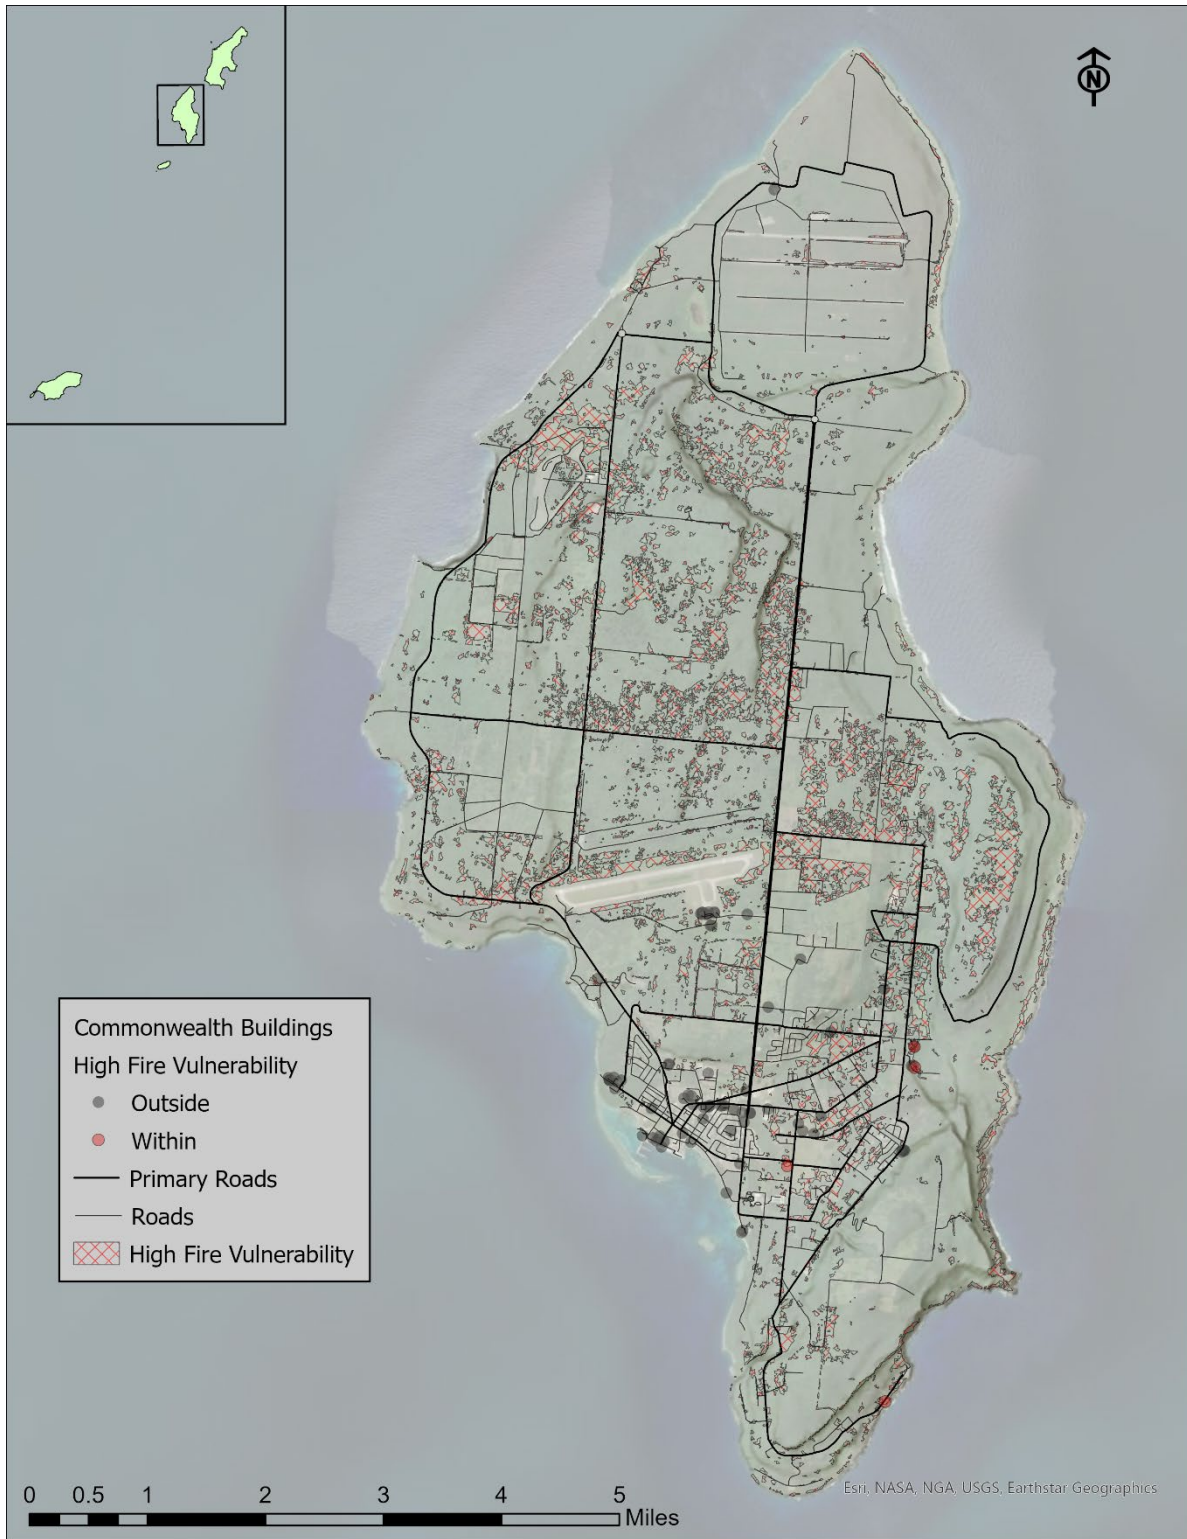 N
Commonwealth Buildings
High Fire Vulnerability
Outside
Within
Primary Roads
Roads
High Fire Vulnerability
Esri, NASA, NGA, USGS, Earthstar Geographics
0 0.5 1 2 3 4 5 Miles